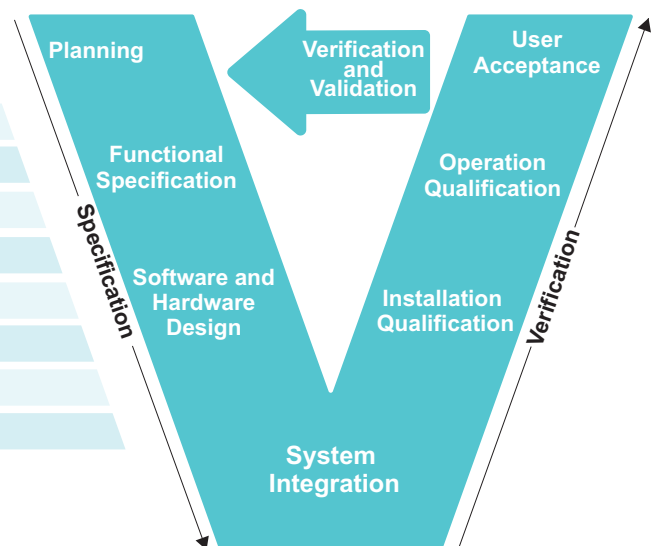 Planning
Functional
Specification
Software and
Hardware
Design
Specification
System
Integration
Verification
and
Validation
User
Acceptance
Operation
Qualification
Installation
Qualification
Verification